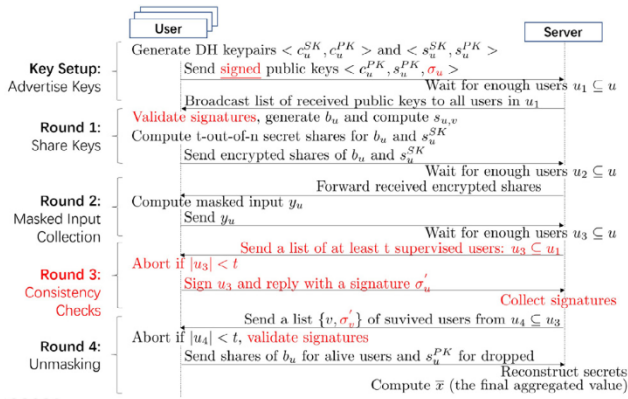 User
Server
Generate DH keypairs < c_u^{SK}, c_u^{PK} > and < s_u^{SK}, s_u^{PK} >
Key Setup:
Advertise Keys
Send signed public keys < c_u^{PK}, s_u^{PK}, σ_u >
Wait for enough users u_1 ⊆ u
Broadcast list of received public keys to all users in u_1
Round 1:
Share Keys
Validate signatures, generate b_u and compute s_{u,v}
Compute t-out-of-n secret shares for b_u and s_u^{SK}
Send encrypted shares of b_u and s_u^{SK}
Wait for enough users u_2 ⊆ u
Forward received encrypted shares
Round 2:
Masked Input
Collection
Compute masked input y_u
Send y_u
Wait for enough users u_3 ⊆ u
Send a list of at least t supervised users: u_3 ⊆ u_1
Round 3:
Consistency
Checks
Abort if |u_3| < t
Sign u_3 and reply with a signature σ_u'
Collect signatures
Send a list {v, σ_v'} of suvived users from u_4 ⊆ u_3
Round 4:
Unmasking
Abort if |u_4| < t, validate signatures
Send shares of b_u for alive users and s_u^{PK} for dropped
Reconstruct secrets
Compute x̅ (the final aggregated value)